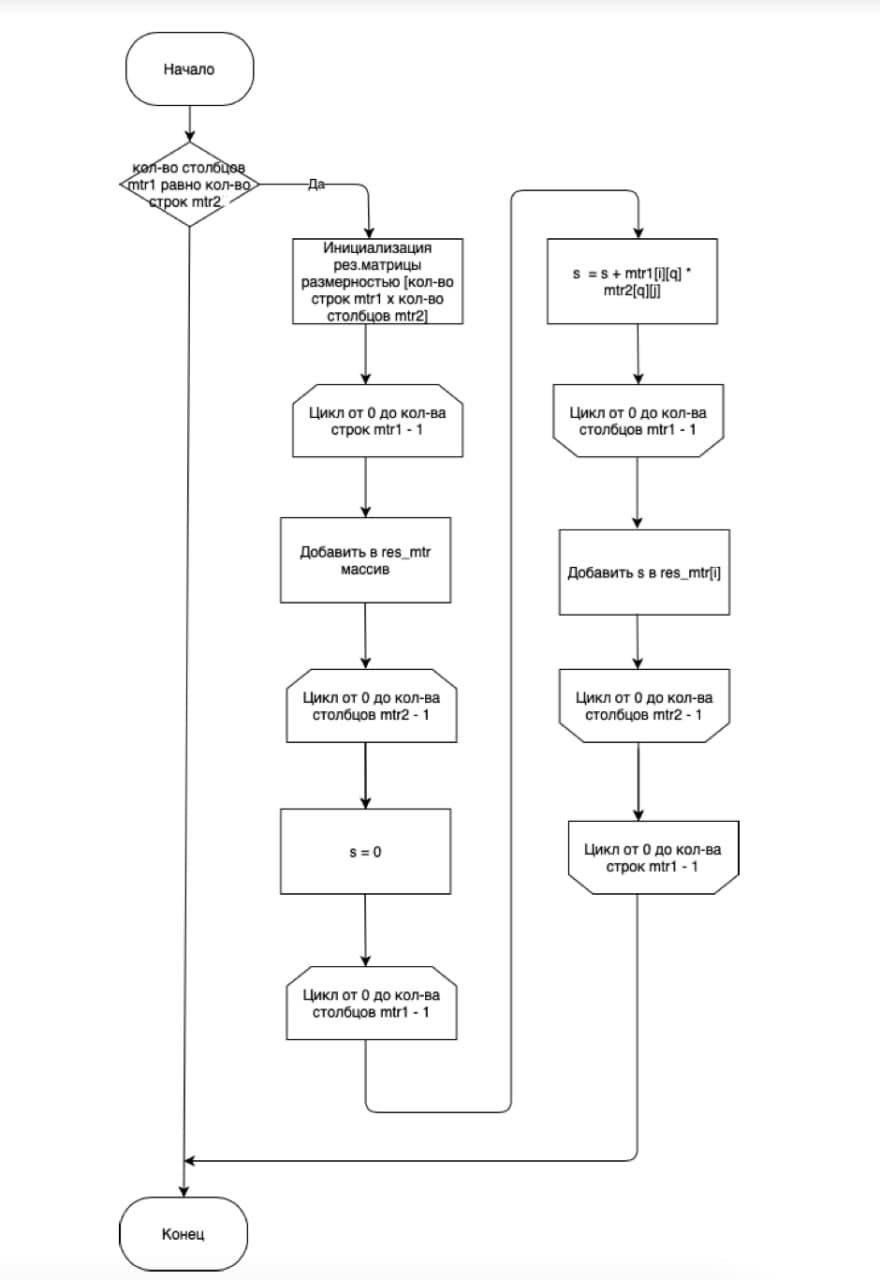 Начало
кол-во столбцов
mtr1 равно кол-во
строк mtr2
Да
Инициализация
рез.матрицы
размерностью [кол-во
строк mtr1 x кол-во
столбцов mtr2]
Цикл от 0 до кол-ва
строк mtr1 - 1
Добавить в res_mtr
массив
Цикл от 0 до кол-ва
столбцов mtr2 - 1
s = 0
Цикл от 0 до кол-ва
столбцов mtr1 - 1
s = s + mtr1[i][q] *
mtr2[q][j]
Цикл от 0 до кол-ва
столбцов mtr1 - 1
Добавить s в res_mtr[i]
Цикл от 0 до кол-ва
столбцов mtr2 - 1
Цикл от 0 до кол-ва
строк mtr1 - 1
Конец